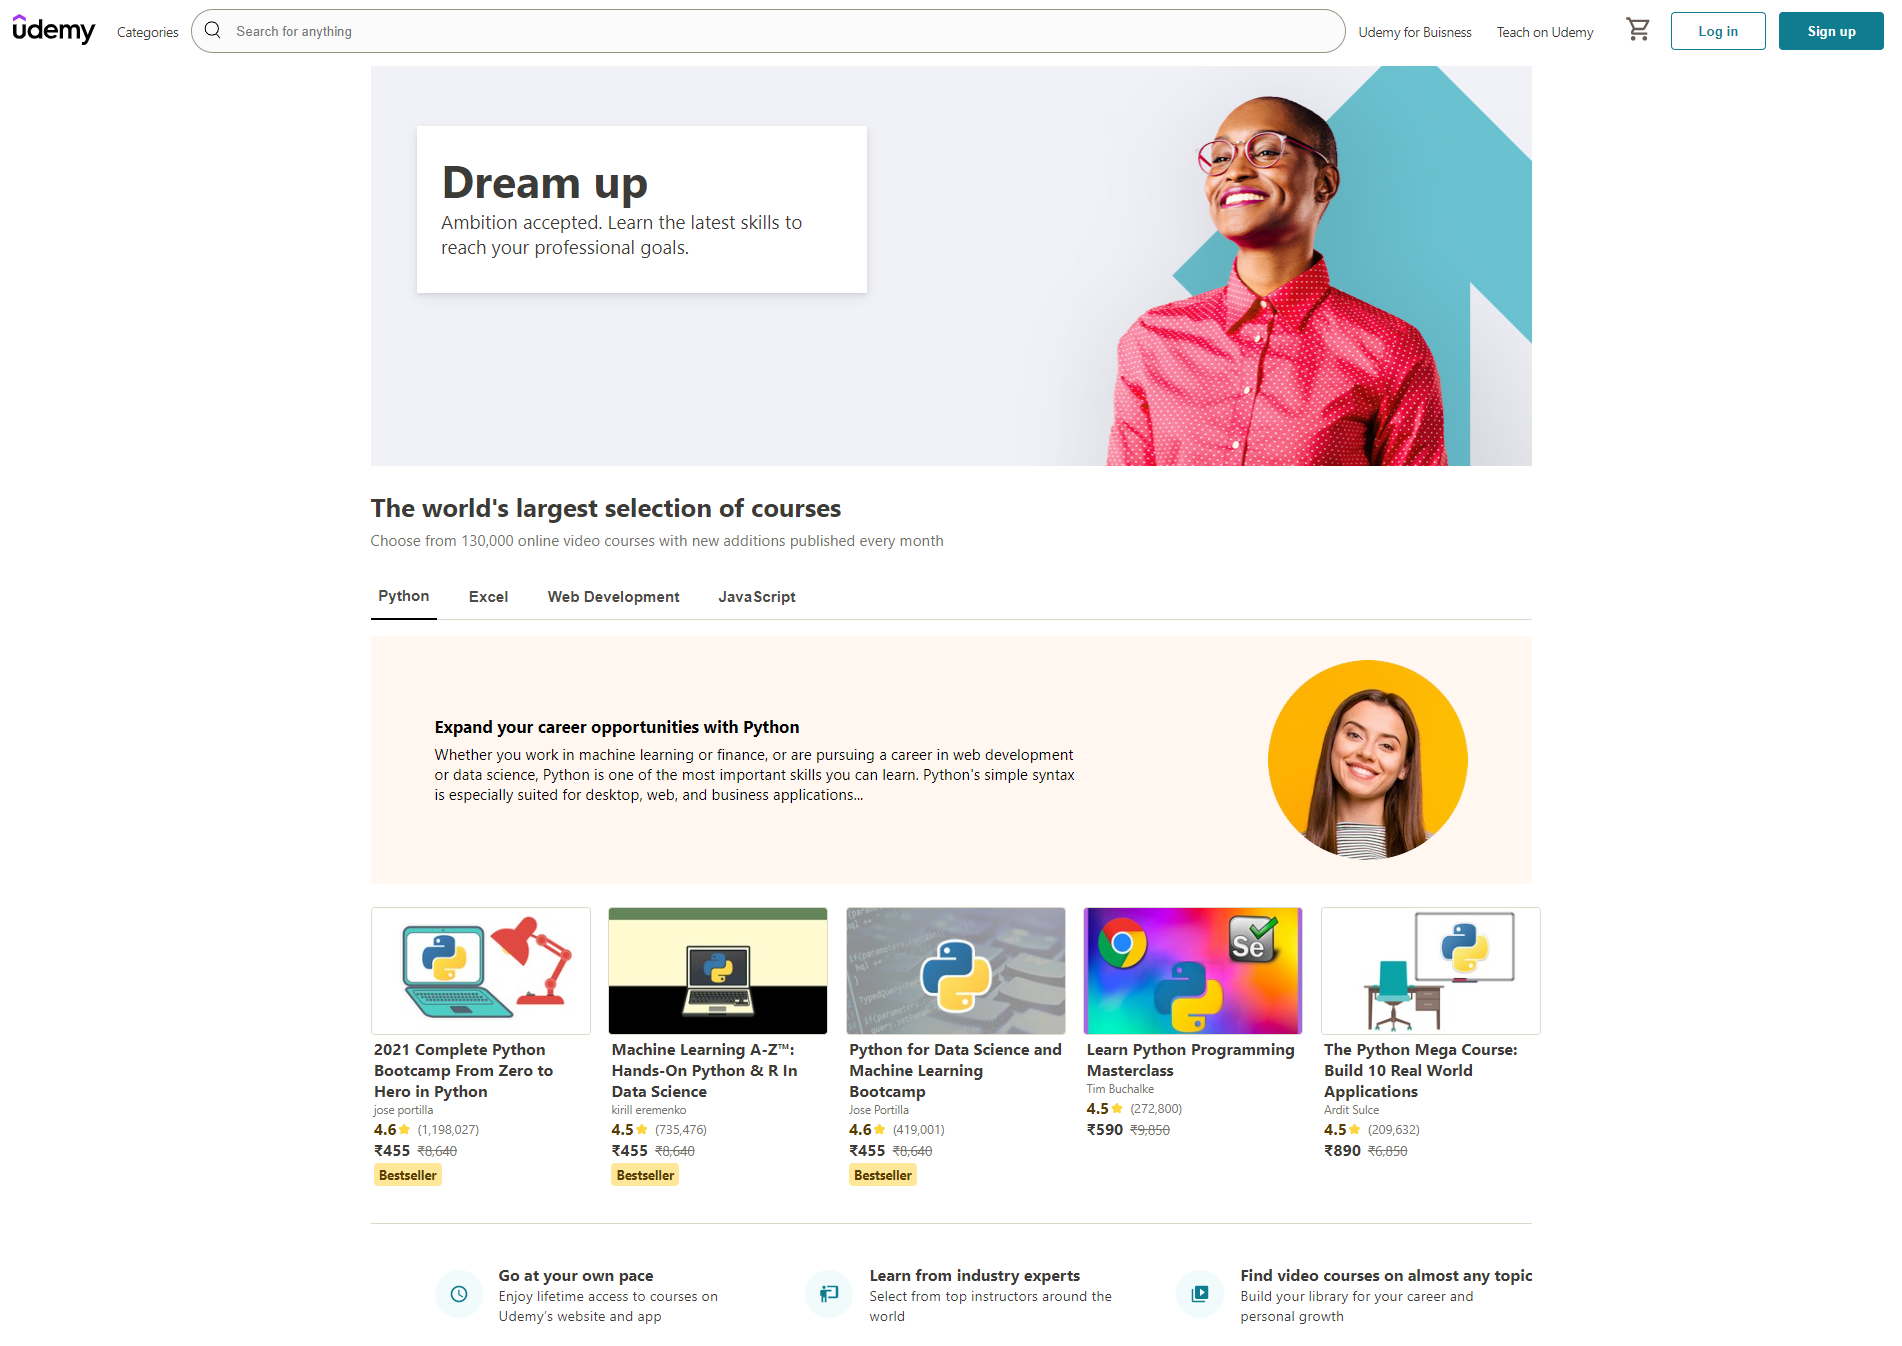 udemy
Categories
Search for anything
Udemy for Buisness
Teach on Udemy
Log in
Sign up
Dream up
Ambition accepted. Learn the latest skills to
reach your professional goals.
The world's largest selection of courses
Choose from 130,000 online video courses with new additions published every month
Python
Excel
Web Development
JavaScript
Expand your career opportunities with Python
Whether you work in machine learning or finance, or are pursuing a career in web development
or data science, Python is one of the most important skills you can learn. Python's simple syntax
is especially suited for desktop, web, and business applications...
Se
2021 Complete Python
Bootcamp From Zero to
Hero in Python
jose portilla
4.6 (1,198,027)
₹455 ₹8,640
Bestseller
Machine Learning A-Z™:
Hands-On Python & R In
Data Science
kirill eremenko
4.5 (735,476)
₹455 ₹8,640
Bestseller
Python for Data Science and
Machine Learning
Bootcamp
Jose Portilla
4.6 (419,001)
₹455 ₹8,640
Bestseller
Learn Python Programming
Masterclass
Tim Buchalke
4.5 (272,800)
₹590 ₹9,850
The Python Mega Course:
Build 10 Real World
Applications
Ardit Sulce
4.5 (209,632)
₹890 ₹6,850
Go at your own pace
Enjoy lifetime access to courses on
Udemy's website and app
Learn from industry experts
Select from top instructors around the
world
Find video courses on almost any topic
Build your library for your career and
personal growth